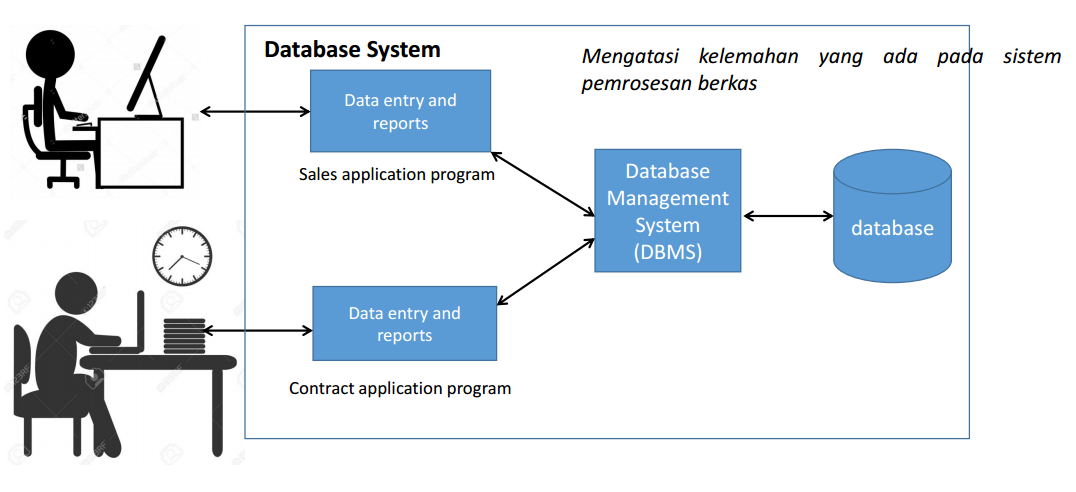 Database System
Mengatasi kelemahan yang ada pada sistem
pemrosesan berkas
Data entry and
reports
Sales application program
Database
Management
System
(DBMS)
database
Data entry and
reports
Contract application program